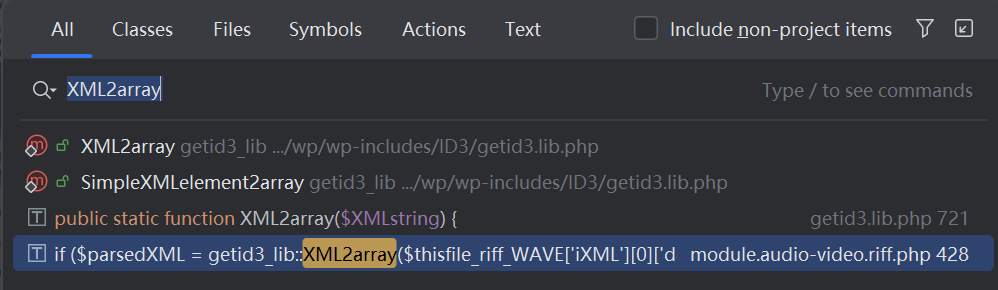 All Classes Files Symbols Actions Text Include non-project items
XML2array Type / to see commands
XML2array getid3_lib .../wp/wp-includes/ID3/getid3.lib.php
SimpleXMLelement2array getid3_lib .../wp/wp-includes/ID3/getid3.lib.php
public static function XML2array($XMLstring) { getid3.lib.php 721
if ($parsedXML = getid3_lib::XML2array($thisfile_riff_WAVE['iXML'][0]['d module.audio-video.riff.php 428